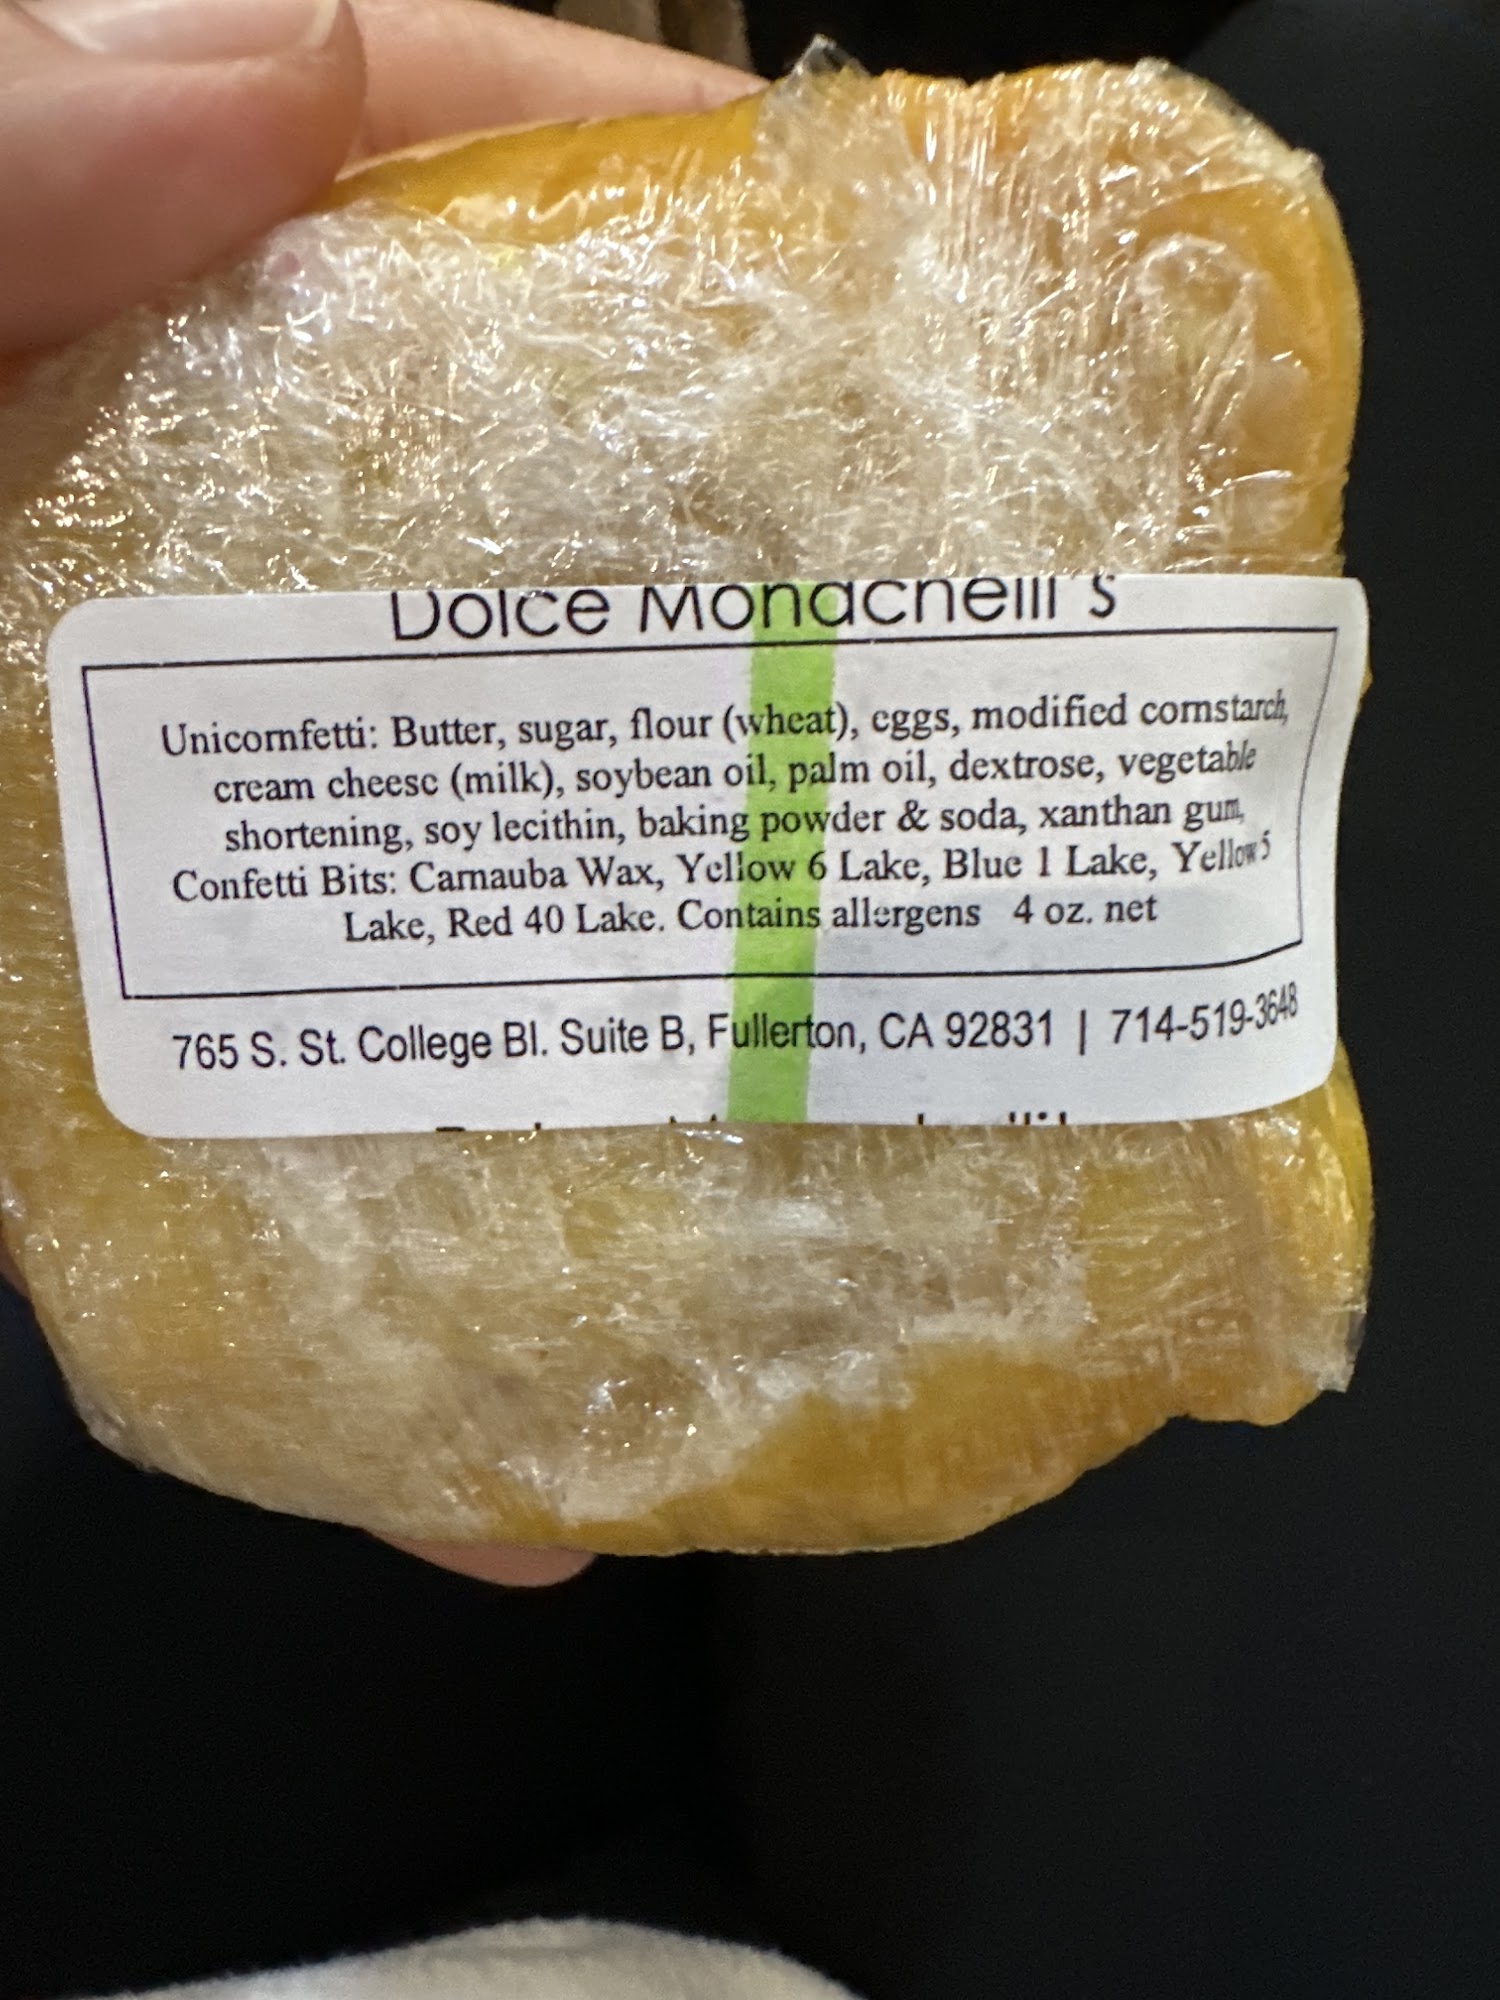 Dolce Monachelli's
Unicornfetti: Butter, sugar, flour (wheat), eggs, modified cornstarch,
cream cheese (milk), soybean oil, palm oil, dextrose, vegetable
shortening, soy lecithin, baking powder & soda, xanthan gum,
Confetti Bits: Carnauba Wax, Yellow 6 Lake, Blue 1 Lake, Yellow 5
Lake, Red 40 Lake. Contains allergens 4 oz. net
765 S. St. College Bl. Suite B, Fullerton, CA 92831 | 714-519-3648